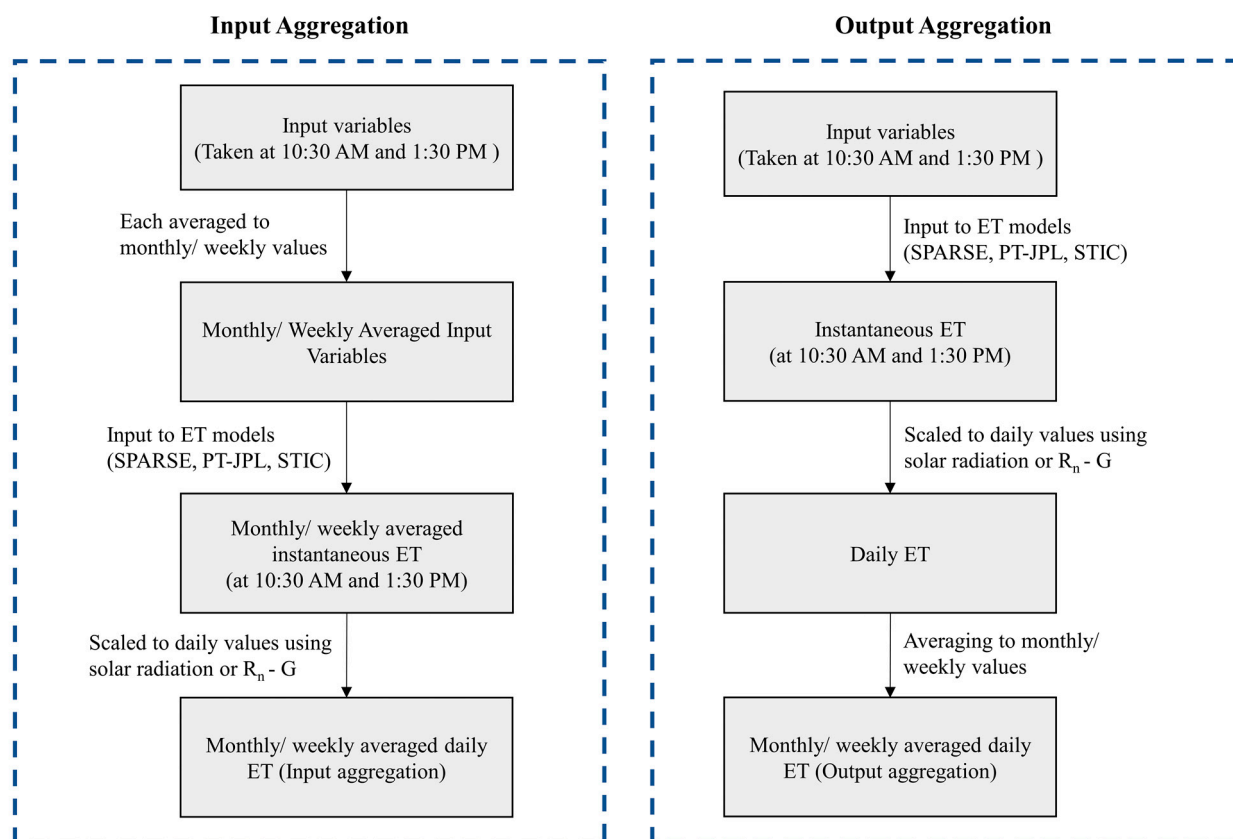 Input Aggregation
Input variables
(Taken at 10:30 AM and 1:30 PM )
Each averaged to
monthly/ weekly values
Monthly/ Weekly Averaged Input
Variables
Input to ET models
(SPARSE, PT-JPL, STIC)
Monthly/ weekly averaged
instantaneous ET
(at 10:30 AM and 1:30 PM)
Scaled to daily values using
solar radiation or Rₙ - G
Monthly/ weekly averaged daily
ET (Input aggregation)
Output Aggregation
Input variables
(Taken at 10:30 AM and 1:30 PM )
Input to ET models
(SPARSE, PT-JPL, STIC)
Instantaneous ET
(at 10:30 AM and 1:30 PM)
Scaled to daily values using
solar radiation or Rₙ - G
Daily ET
Averaging to monthly/
weekly values
Monthly/ weekly averaged daily
ET (Output aggregation)